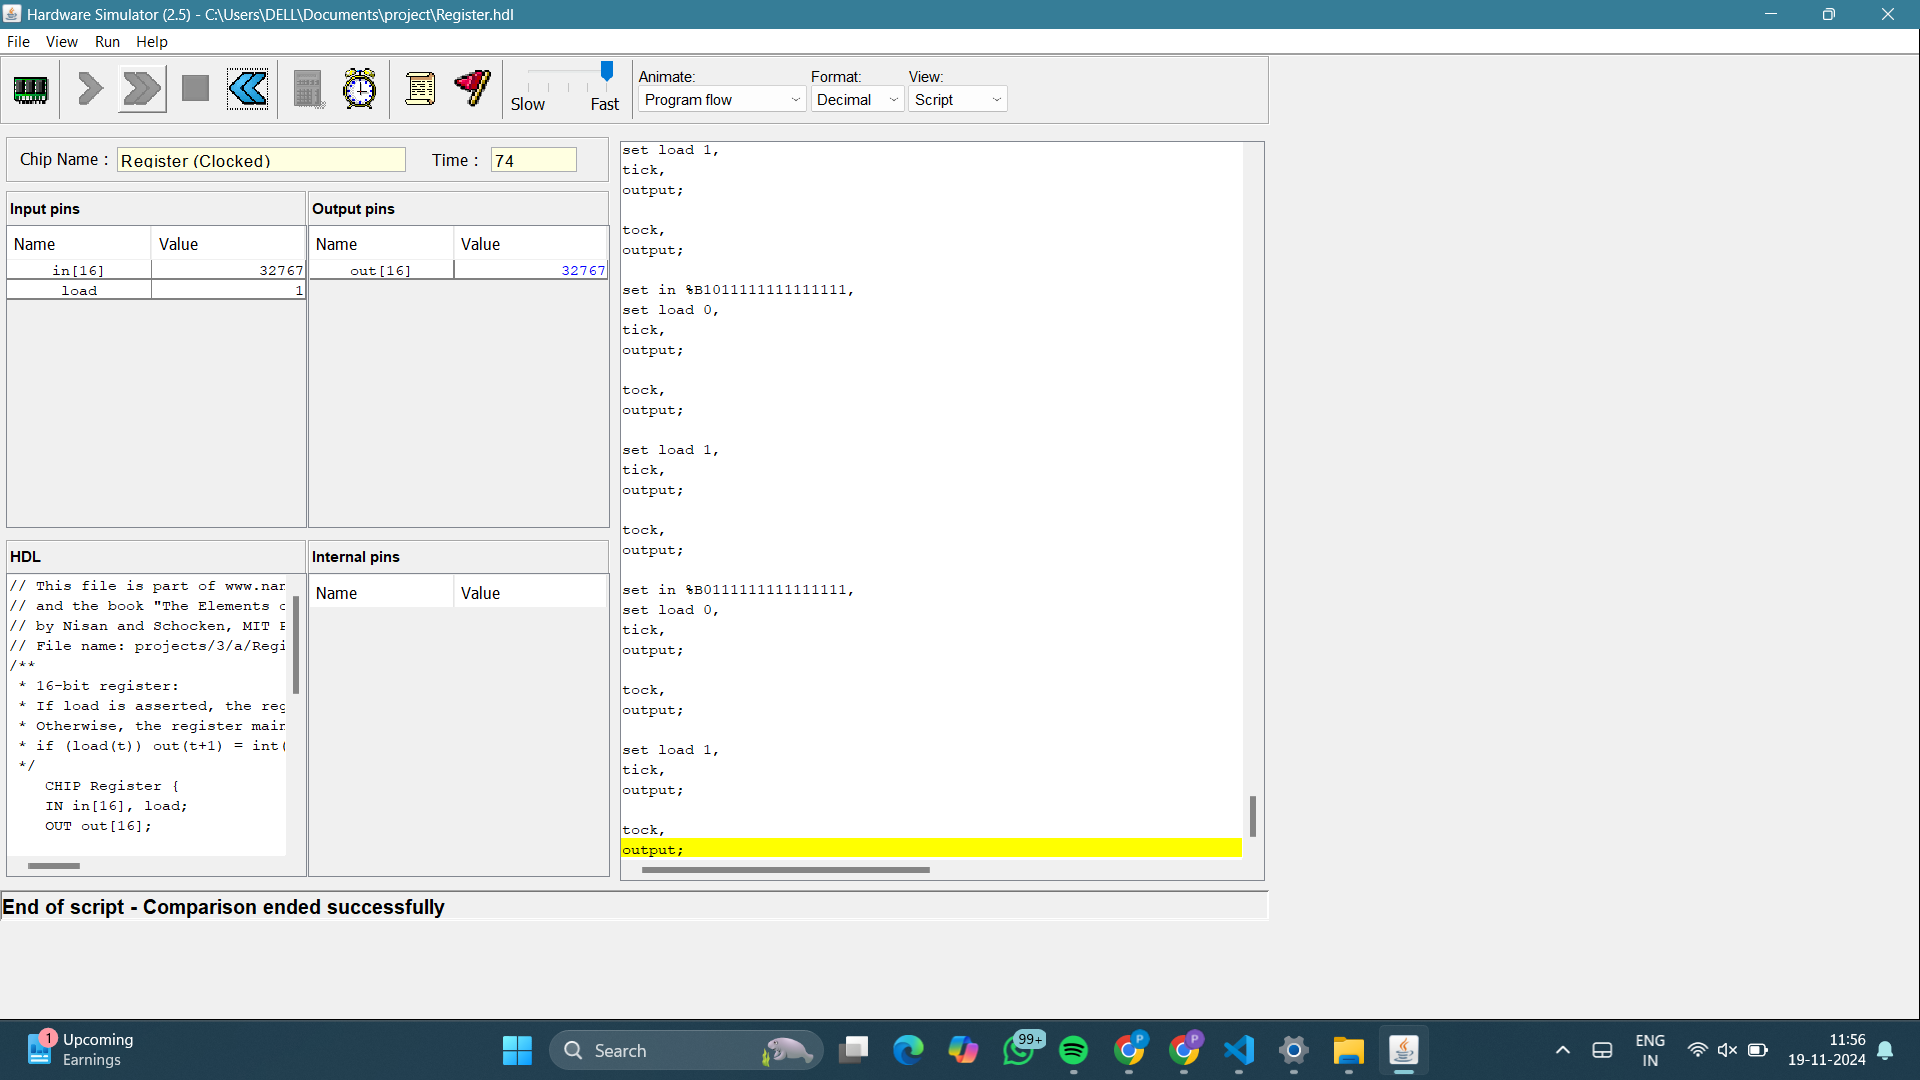 Hardware Simulator (2.5) - C:\Users\DELL\Documents\project\Register.hdl
File View Run Help
Slow Fast
Animate: Format: View:
Program flow Decimal Script
Chip Name : Register (Clocked) Time : 74
Input pins
Name Value
in[16] 32767
load 1
Output pins
Name Value
out[16] 32767
HDL
// This file is part of www.nan
// and the book "The Elements o
// by Nisan and Schocken, MIT P
// File name: projects/3/a/Regi
/**
* 16-bit register:
* If load is asserted, the reg
* Otherwise, the register main
* if (load(t)) out(t+1) = int(
*/
CHIP Register {
IN in[16], load;
OUT out[16];
Internal pins
Name Value
set load 1,
tick,
output;
tock,
output;
set in %B1011111111111111,
set load 0,
tick,
output;
tock,
output;
set load 1,
tick,
output;
tock,
output;
set in %B0111111111111111,
set load 0,
tick,
output;
tock,
output;
set load 1,
tick,
output;
tock,
output;
End of script - Comparison ended successfully
1
Upcoming
Earnings
Search
99+
P
P
ENG
IN
11:56
19-11-2024